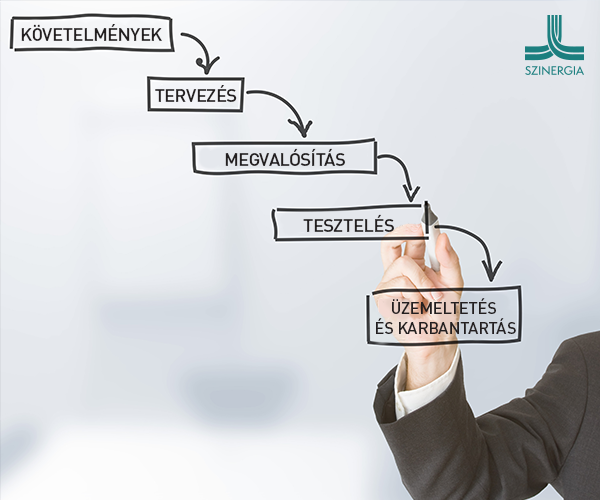 KÖVETELMÉNYEK
SZINERGIA
TERVEZÉS
MEGVALÓSÍTÁS
TESZTELÉS
ÜZEMELTETÉS
ÉS KARBANTARTÁS